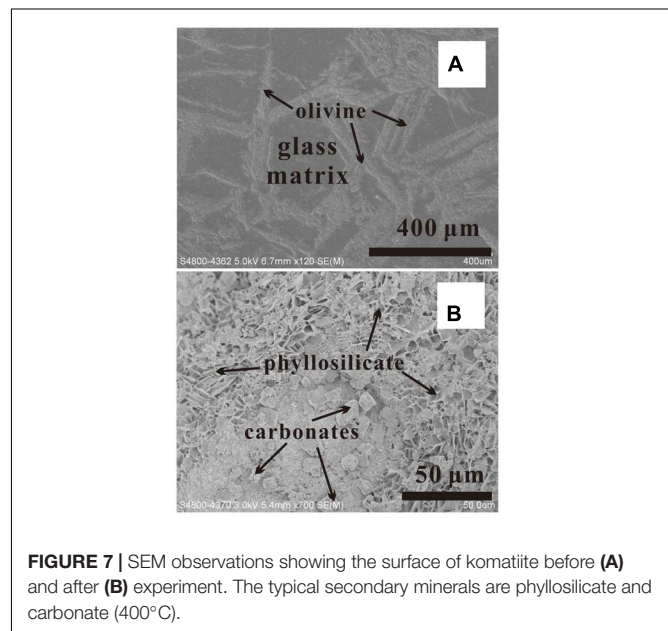 A
olivine
glass
matrix
400 µm
S4800-4362 5.0kV 6.7mm x120 SE(M)
400um
B
phyllosilicate
carbonates
50 µm
S4800-4370 3.0kV 5.4mm x700 SE(M)
50.0um
FIGURE 7 | SEM observations showing the surface of komatiite before (A)
and after (B) experiment. The typical secondary minerals are phyllosilicate and
carbonate (400°C).